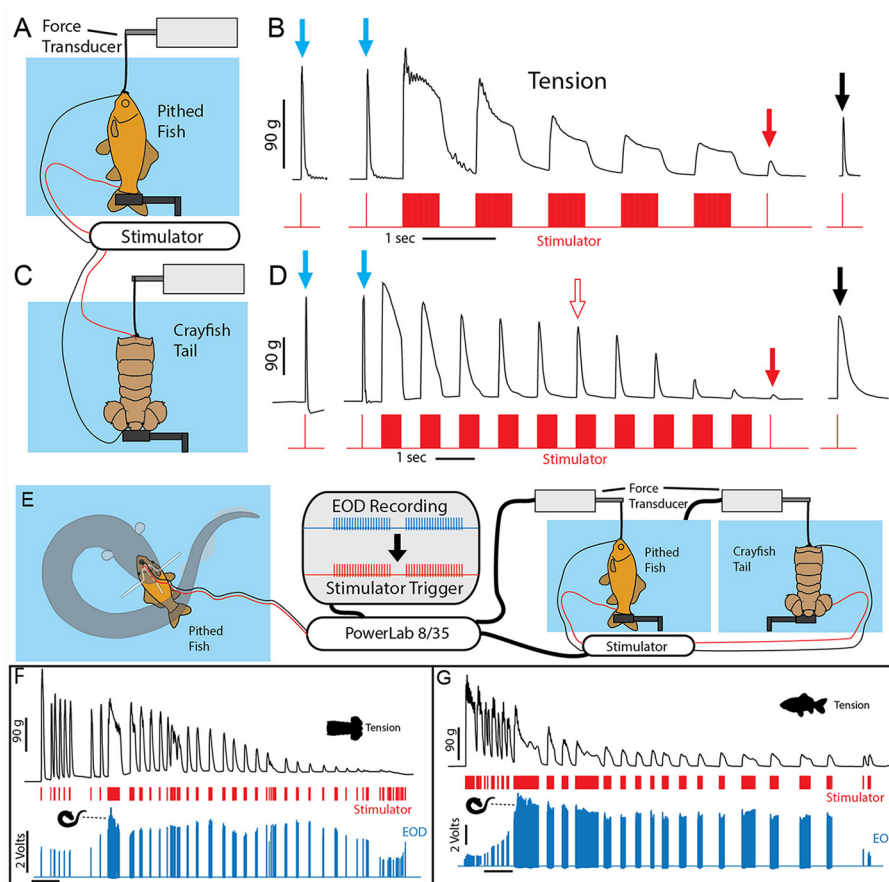 A
Force
Transducer
Pithed
Fish
Stimulator
B
Tension
90 g
1 sec
Stimulator
C
Crayfish
Tail
D
90 g
1 sec
Stimulator
E
Pithed
Fish
EOD Recording
Stimulator Trigger
PowerLab 8/35
Force
Transducer
Pithed
Fish
Crayfish
Tail
Stimulator
F
90 g
Tension
Stimulator
2 Volts
EOD
G
90 g
Tension
Stimulator
2 Volts
EO